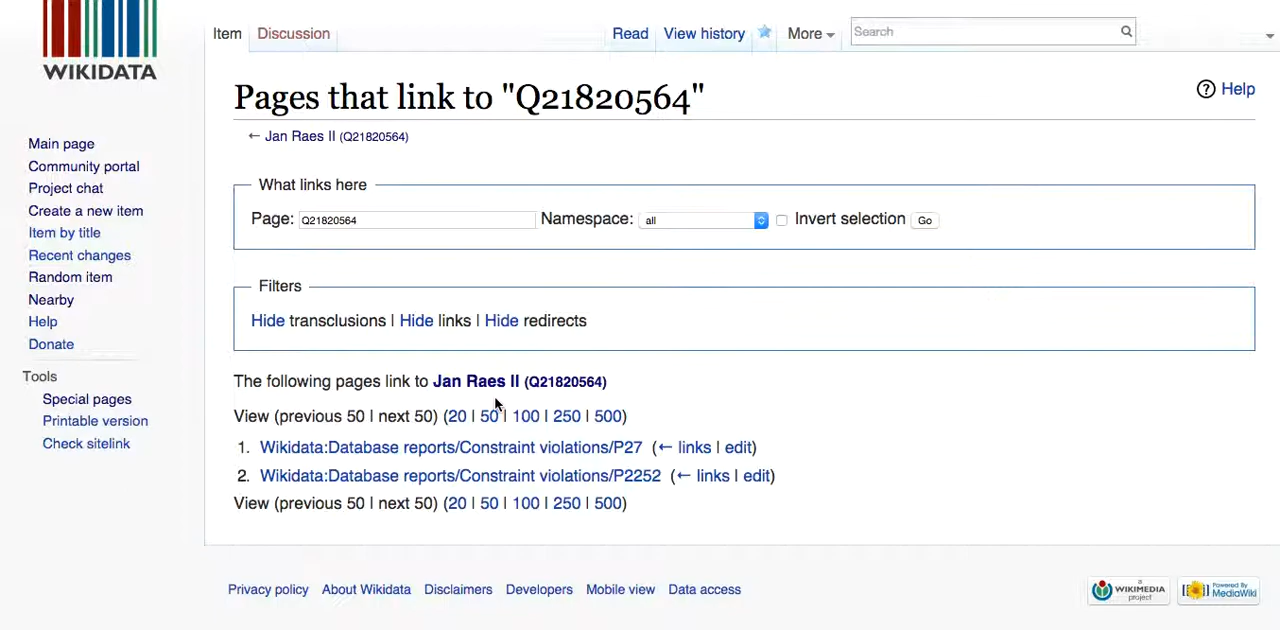 WIKIDATA
Item Discussion Read View history More Search
Pages that link to "Q21820564"
Help
← Jan Raes II (Q21820564)
Main page
Community portal
Project chat
Create a new item
Item by title
Recent changes
Random item
Nearby
Help
Donate
Tools
Special pages
Printable version
Check sitelink
What links here
Page: Q21820564 Namespace: all Invert selection Go
Filters
Hide transclusions | Hide links | Hide redirects
The following pages link to Jan Raes II (Q21820564)
View (previous 50 | next 50) (20 | 50 | 100 | 250 | 500)
1. Wikidata:Database reports/Constraint violations/P27 (← links | edit)
2. Wikidata:Database reports/Constraint violations/P2252 (← links | edit)
View (previous 50 | next 50) (20 | 50 | 100 | 250 | 500)
Privacy policy About Wikidata Disclaimers Developers Mobile view Data access
a WIKIMEDIA project
Powered By MediaWiki